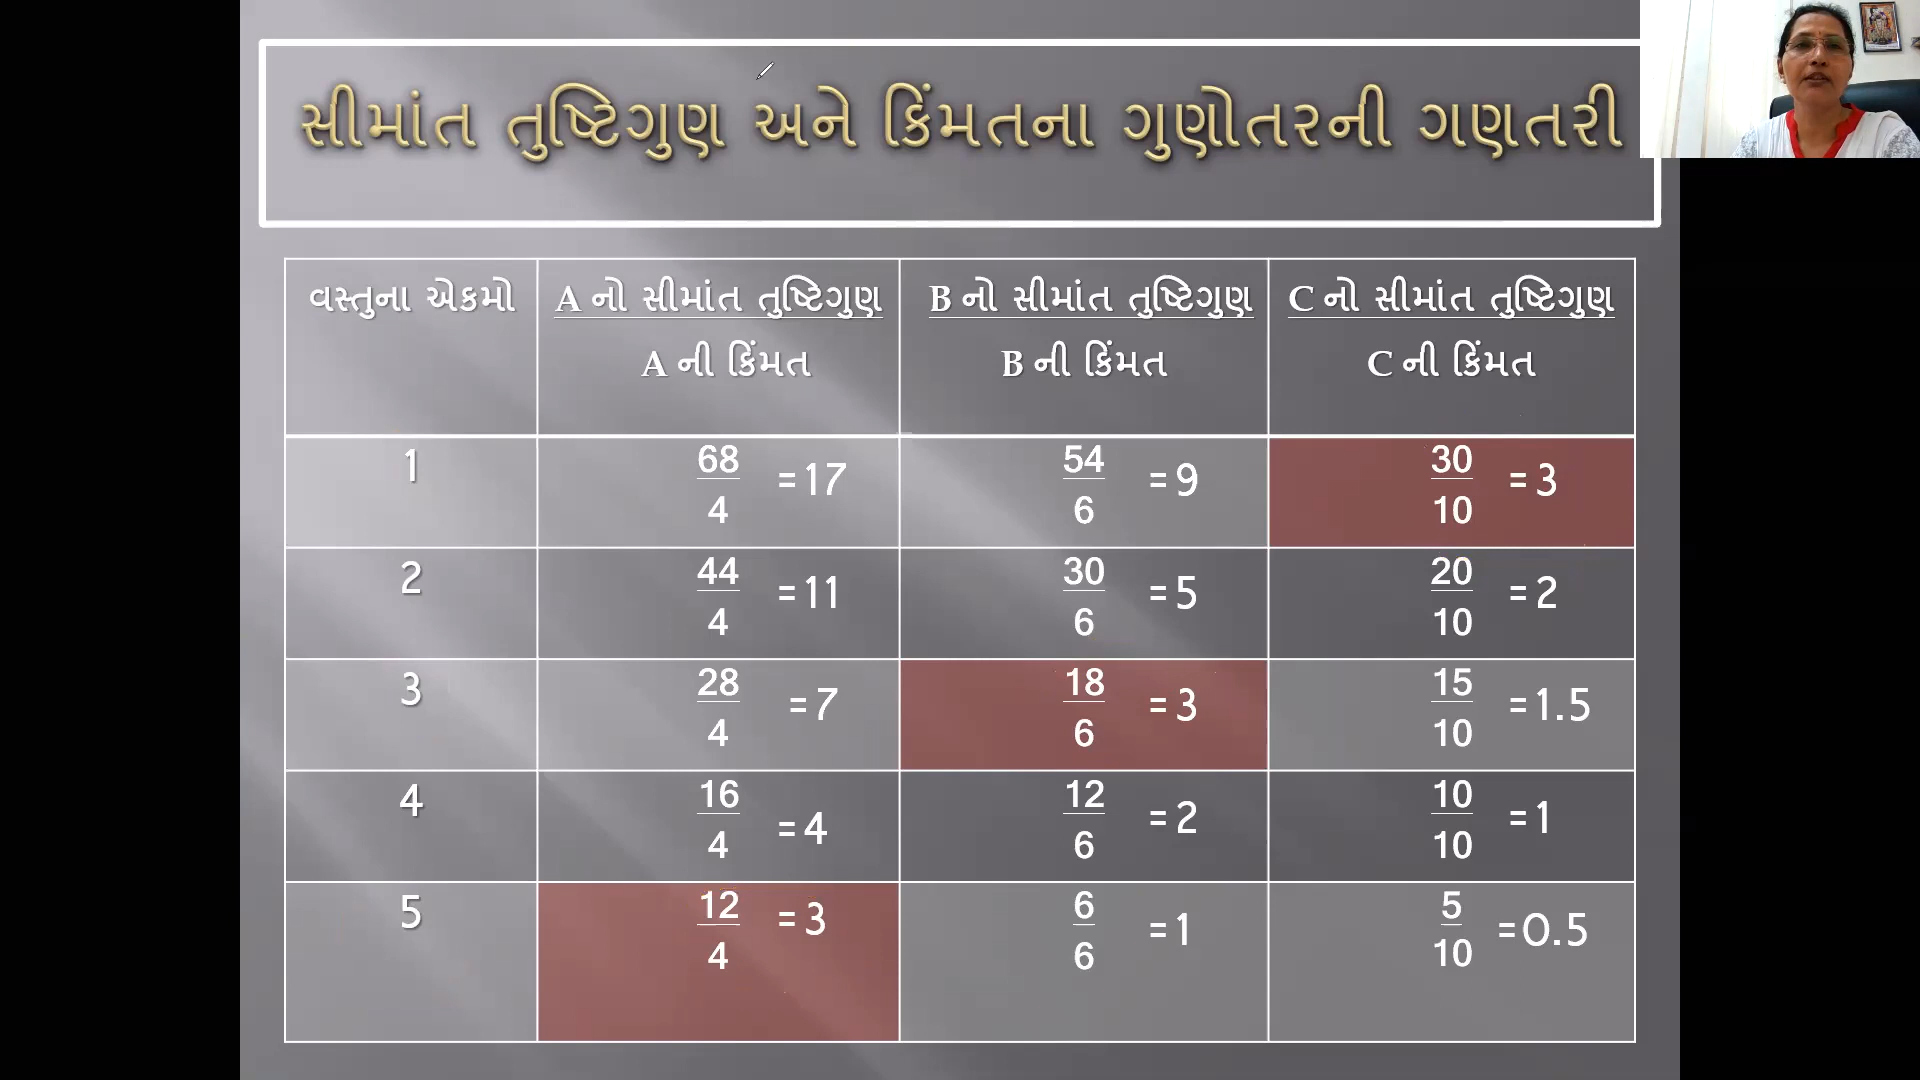 સીમાંત તુષ્ટિગુણ અને કિંમતના ગુણોતરની ગણતરી
વસ્તુના એકમો A નો સીમાંત તુષ્ટિગુણ B નો સીમાંત તુષ્ટિગુણ C નો સીમાંત તુષ્ટિગુણ
A ની કિંમત B ની કિંમત C ની કિંમત
1 68/4 =17 54/6 =9 30/10 =3
2 44/4 =11 30/6 =5 20/10 =2
3 28/4 =7 18/6 =3 15/10 =1.5
4 16/4 =4 12/6 =2 10/10 =1
5 12/4 =3 6/6 =1 5/10 =0.5